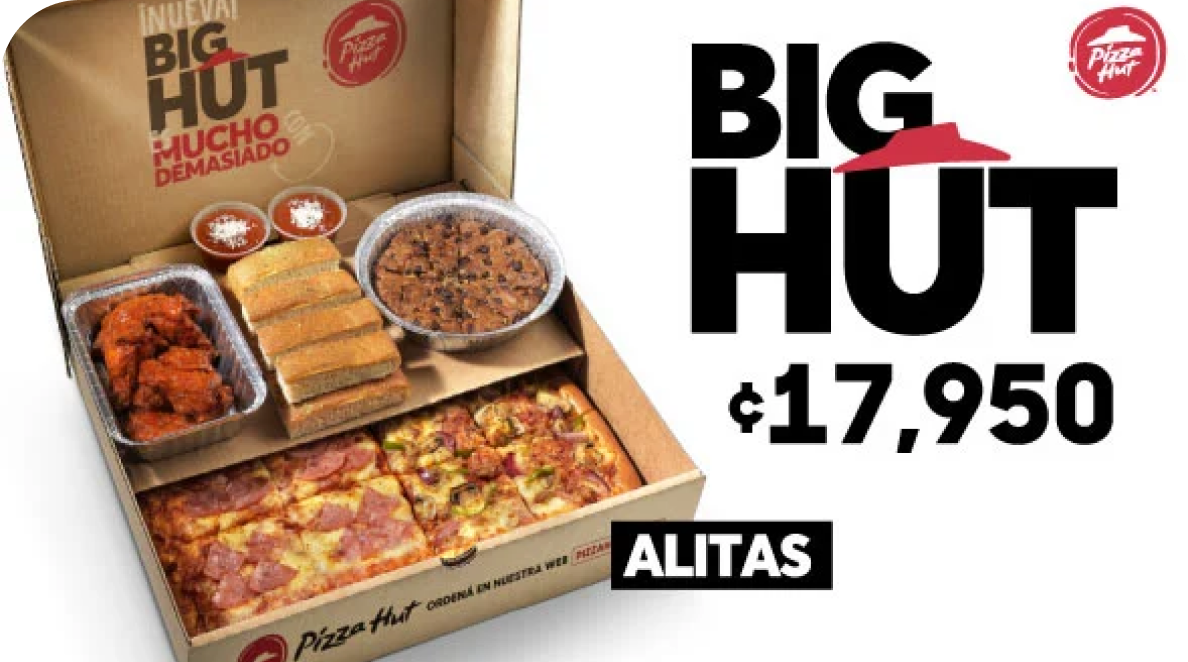 ¡NUEVA!
BIG
HUT
ES
MUCHO
CON
DEMASIADO
Pizza
Hut
BIG
HUT
Pizza
Hut
¢17,950
ALITAS
Pizza Hut ORDENÁ EN NUESTRA WEB